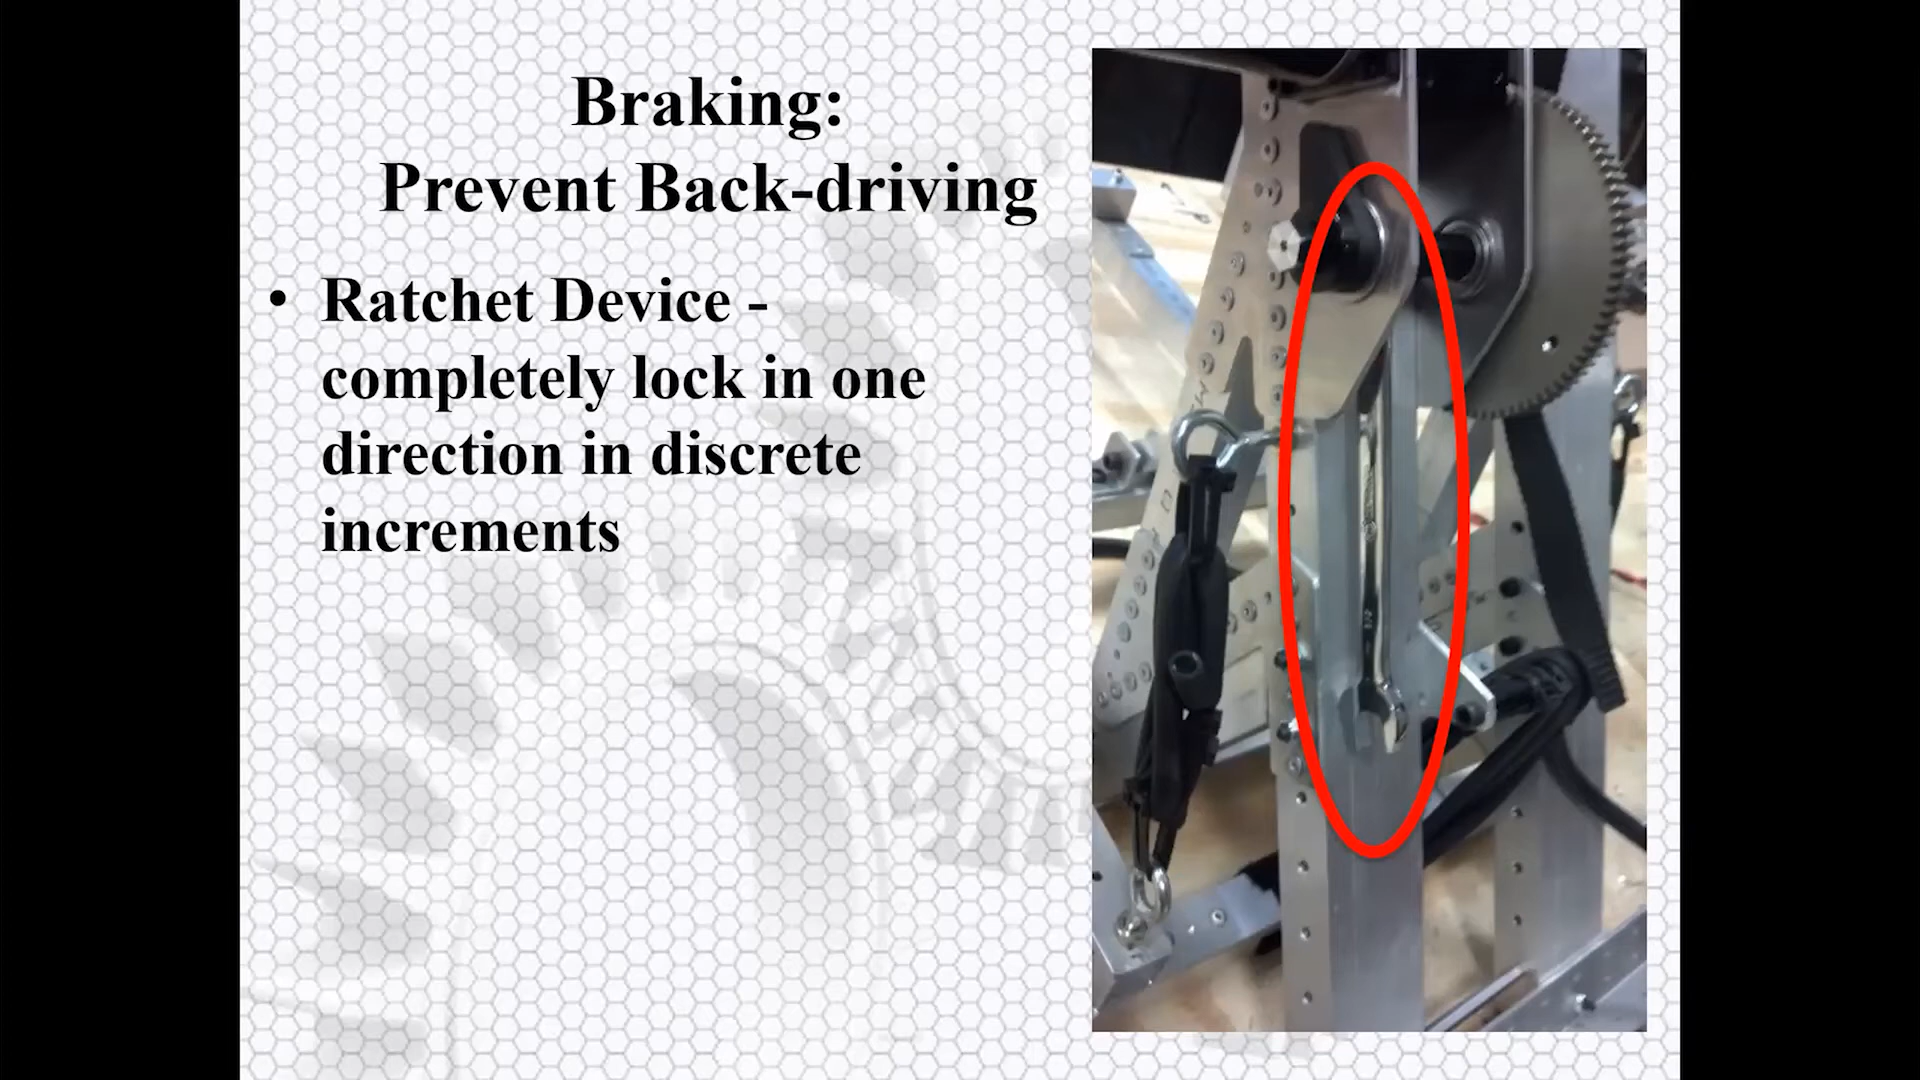 Braking:
Prevent Back-driving
• Ratchet Device -
completely lock in one
direction in discrete
increments